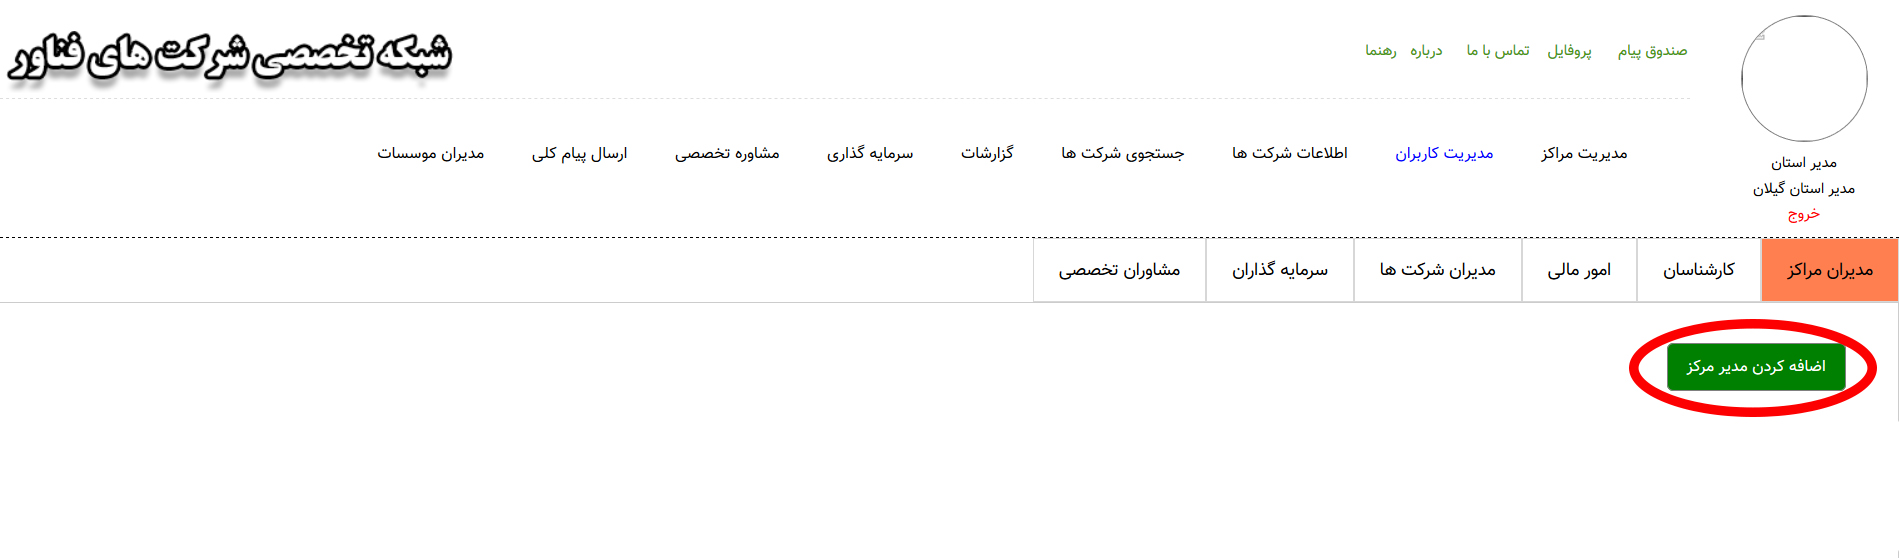 شبکه تخصصی شرکت های فناور
صندوق پیام پروفایل تماس با ما درباره رهنما
مدیریت مراکز مدیریت کاربران اطلاعات شرکت ها جستجوی شرکت ها گزارشات سرمایه گذاری مشاوره تخصصی ارسال پیام کلی مدیران موسسات
مدیر استان
مدیر استان گیلان
خروج
مدیران مراکز کارشناسان امور مالی مدیران شرکت ها سرمایه گذاران مشاوران تخصصی
اضافه کردن مدیر مرکز